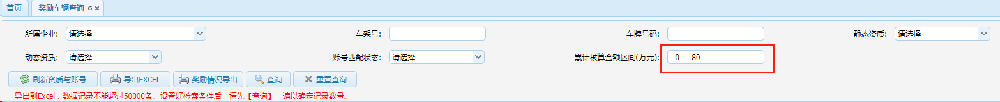 首页 奖励车辆查询
所属企业: 请选择 车架号: 车牌号码: 静态资质: 请选择
动态资质: 请选择 账号匹配状态: 请选择 累计核算金额区间(万元): 0 - 80
刷新资质与账号 导出EXCEL 奖励情况导出 查询 重置查询
导出到Excel，数据记录不能超过50000条。设置好检索条件后，请先【查询】一遍以确定记录数量。